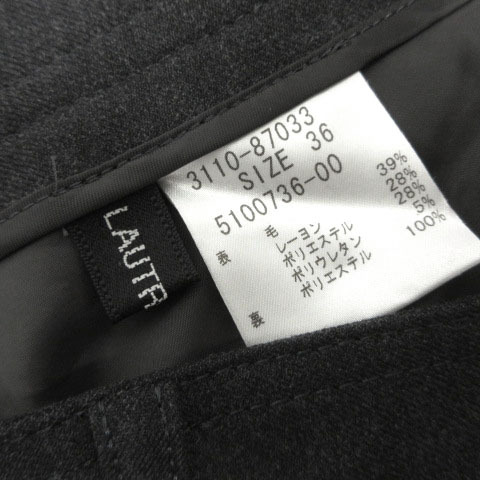 3110-87033
SIZE 36
5100736-00
表 毛 39%
レーヨン 28%
ポリエステル 28%
ポリウレタン 5%
裏 ポリエステル 100%
LAUTR